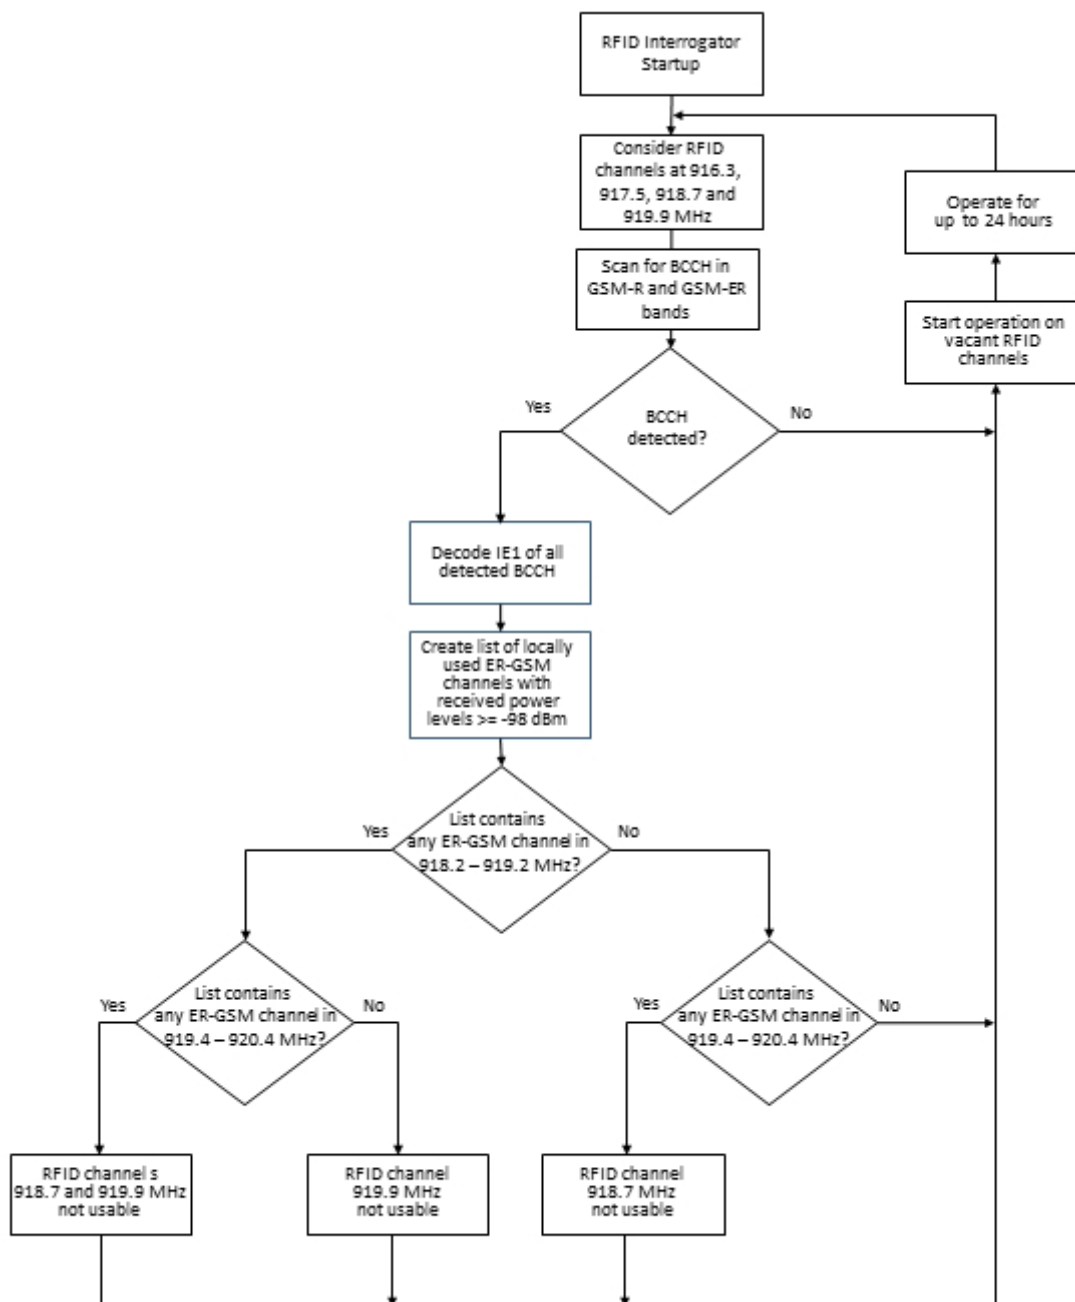 RFID Interrogator
Startup
Consider RFID
channels at 916.3,
917.5, 918.7 and
919.9 MHz
Operate for
up to 24 hours
Scan for BCCH in
GSM-R and GSM-ER
bands
Start operation on
vacant RFID
channels
Yes
BCCH
detected?
No
Decode IE1 of all
detected BCCH
Create list of locally
used ER-GSM
channels with
received power
levels >= -98 dBm
Yes
List contains
any ER-GSM channel in
918.2 – 919.2 MHz?
No
Yes
List contains
any ER-GSM channel in
919.4 – 920.4 MHz?
No
Yes
List contains
any ER-GSM channel in
919.4 – 920.4 MHz?
No
RFID channel s
918.7 and 919.9 MHz
not usable
RFID channel
919.9 MHz
not usable
RFID channel
918.7 MHz
not usable